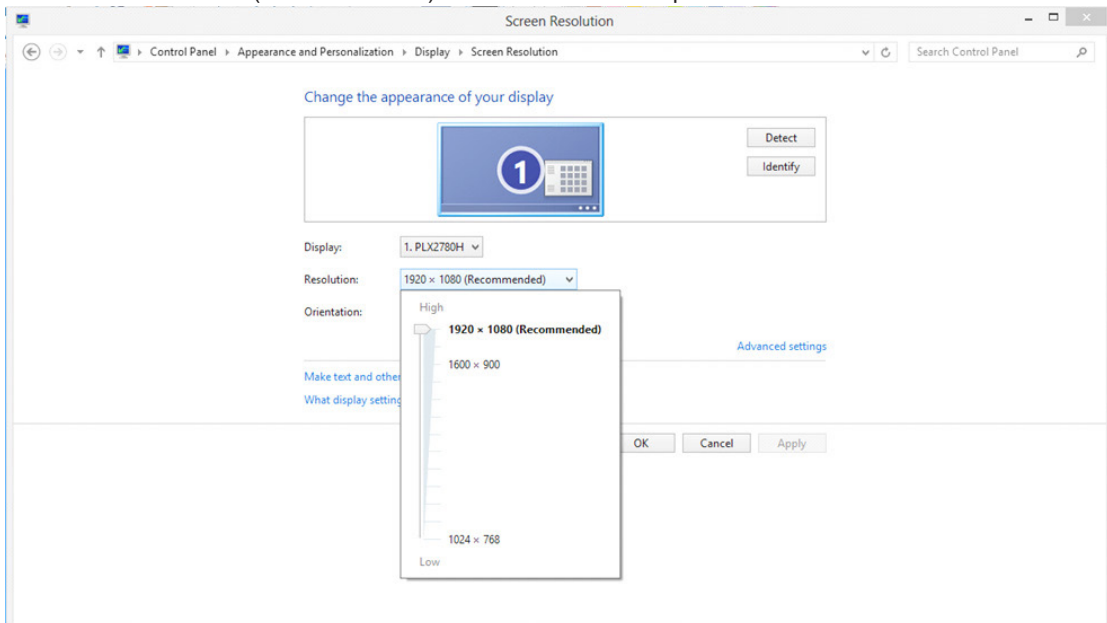 Screen Resolution
Control Panel Appearance and Personalization Display Screen Resolution
Search Control Panel
Change the appearance of your display
1
Detect
Identify
Display: 1. PLX2780H
Resolution: 1920 × 1080 (Recommended)
Orientation:
High
1920 × 1080 (Recommended)
1600 × 900
1024 × 768
Low
Advanced settings
Make text and other
What display setting
OK Cancel Apply